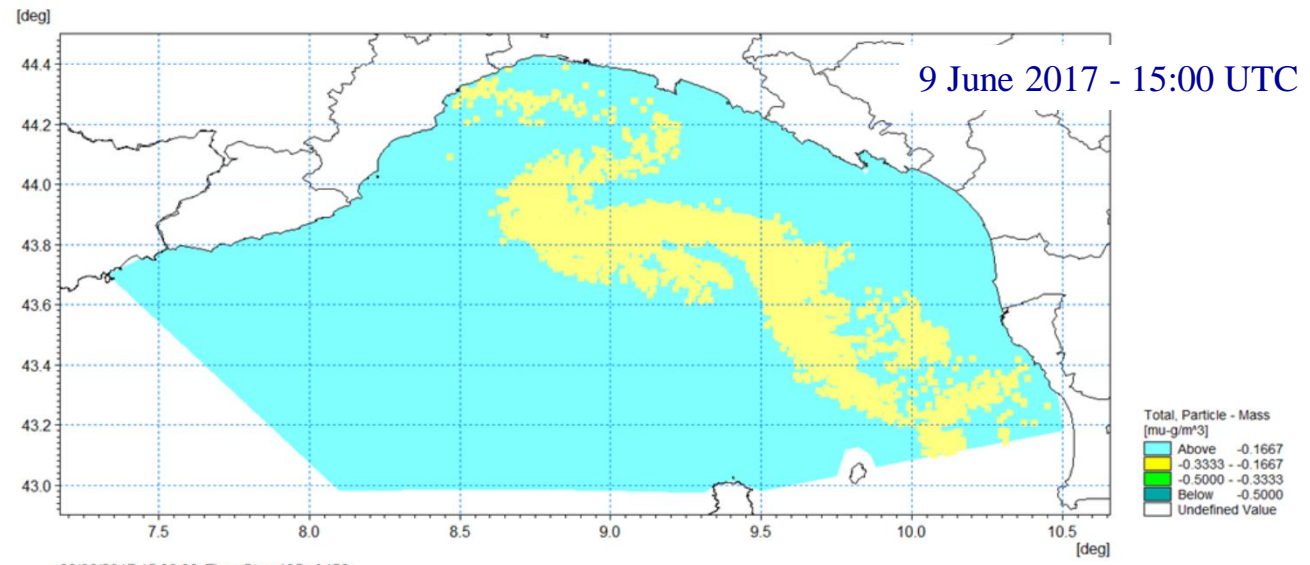 [deg]
9 June 2017 - 15:00 UTC
44.4
44.2
44.0
43.8
43.6
43.4
43.2
43.0
7.5 8.0 8.5 9.0 9.5 10.0 10.5
[deg]
Total, Particle - Mass
[mu-g/m^3]
Above -0.1667
-0.3333 - -0.1667
-0.5000 - -0.3333
Below -0.5000
Undefined Value